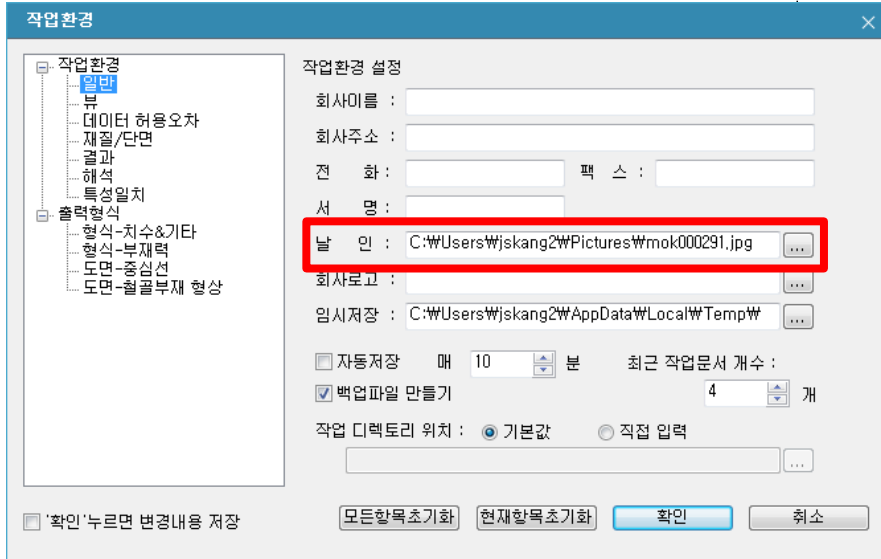 작업환경
작업환경
일반
뷰
데이터 허용오차
재질/단면
결과
해석
특성일치
출력형식
형식-치수&기타
형식-부재력
도면-중심선
도면-철골부재 형상
작업환경 설정
회사이름 :
회사주소 :
전 화 : 팩 스 :
서 명 :
날 인 : C:₩Users₩jskang2₩Pictures₩mok000291.jpg ...
회사로고 : ...
임시저장 : C:₩Users₩jskang2₩AppData₩Local₩Temp₩ ...
자동저장 매 10 분 최근 작업문서 개수 :
백업파일 만들기 4 개
작업 디렉토리 위치 : 기본값 직접 입력
...
'확인'누르면 변경내용 저장 모든항목초기화 현재항목초기화 확인 취소